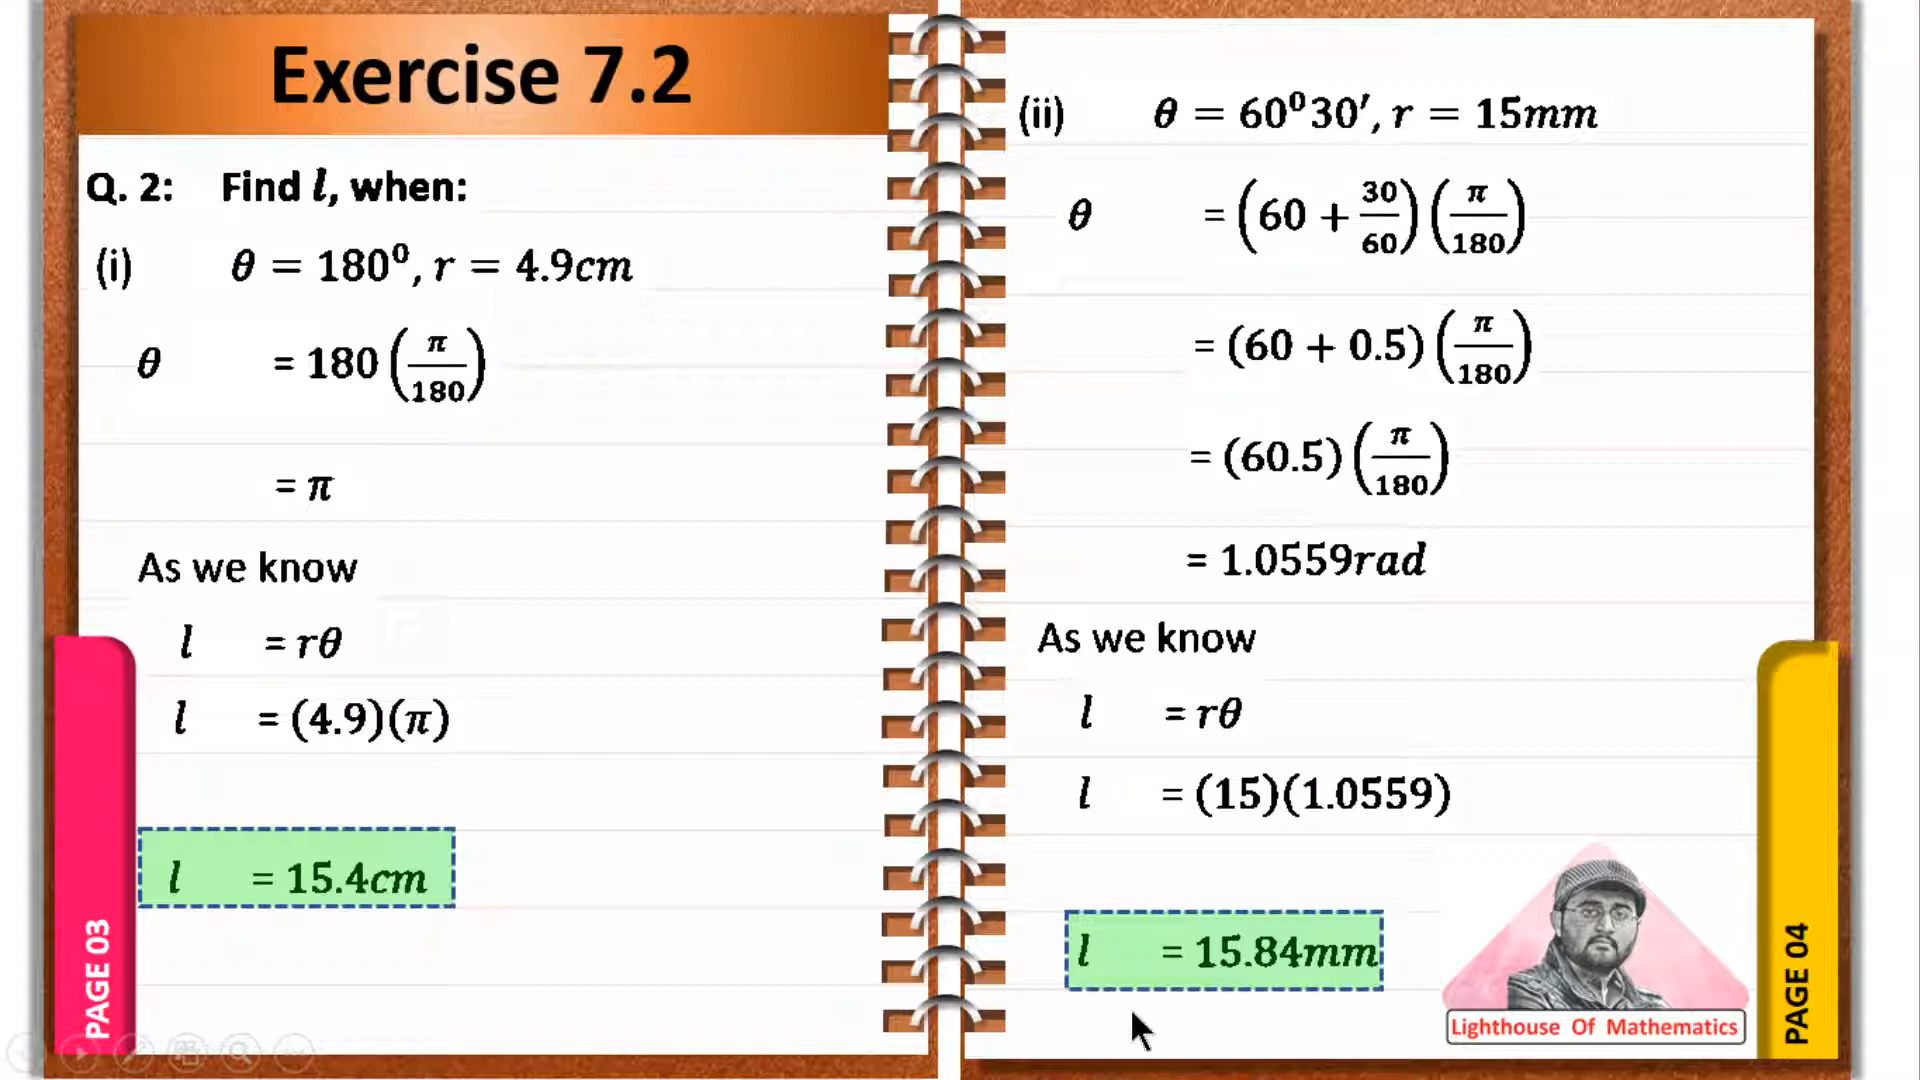 Exercise 7.2
Q. 2: Find l, when:
(i) θ = 180⁰, r = 4.9cm
θ = 180 (π/180)
= π
As we know
l = rθ
l = (4.9)(π)
l = 15.4cm
PAGE 03
(ii) θ = 60⁰30′, r = 15mm
θ = (60 + 30/60)(π/180)
= (60 + 0.5)(π/180)
= (60.5)(π/180)
= 1.0559rad
As we know
l = rθ
l = (15)(1.0559)
l = 15.84mm
Lighthouse Of Mathematics
PAGE 04